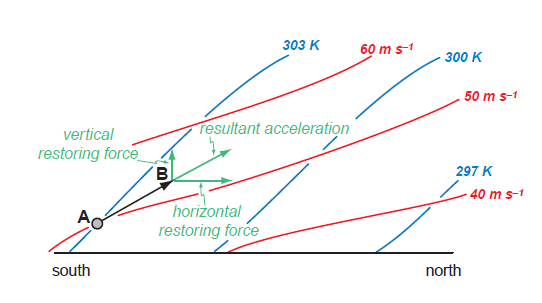 303 K
60 m s⁻¹
300 K
50 m s⁻¹
vertical
restoring force
resultant acceleration
B
297 K
40 m s⁻¹
A
horizontal
restoring force
south
north